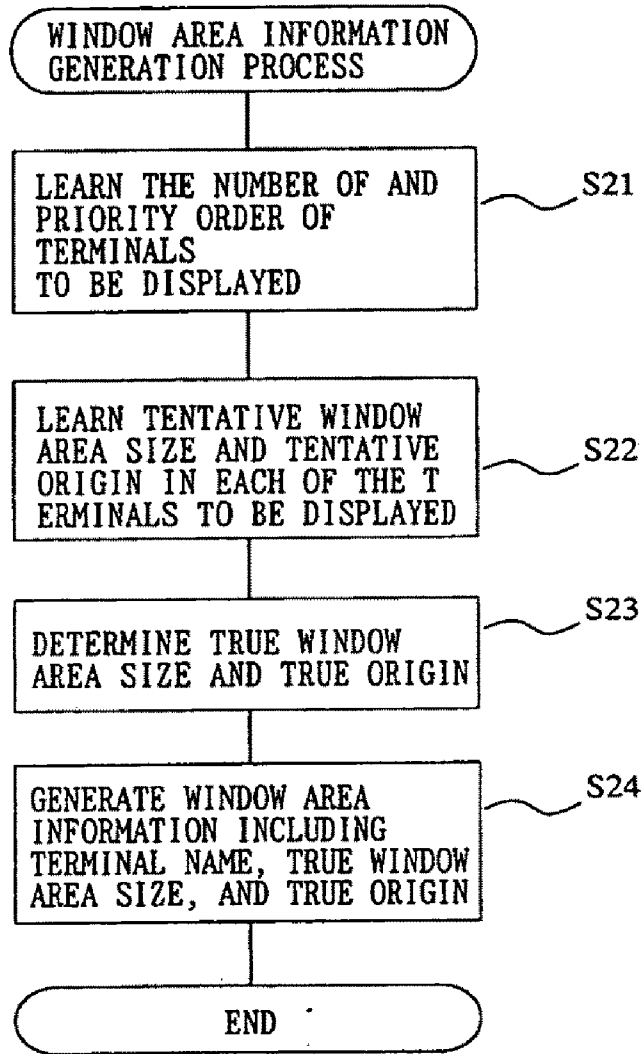 WINDOW AREA INFORMATION
GENERATION PROCESS
LEARN THE NUMBER OF AND
PRIORITY ORDER OF
TERMINALS
TO BE DISPLAYED
S21
LEARN TENTATIVE WINDOW
AREA SIZE AND TENTATIVE
ORIGIN IN EACH OF THE T
ERMINALS TO BE DISPLAYED
S22
DETERMINE TRUE WINDOW
AREA SIZE AND TRUE ORIGIN
S23
GENERATE WINDOW AREA
INFORMATION INCLUDING
TERMINAL NAME, TRUE WINDOW
AREA SIZE, AND TRUE ORIGIN
S24
END